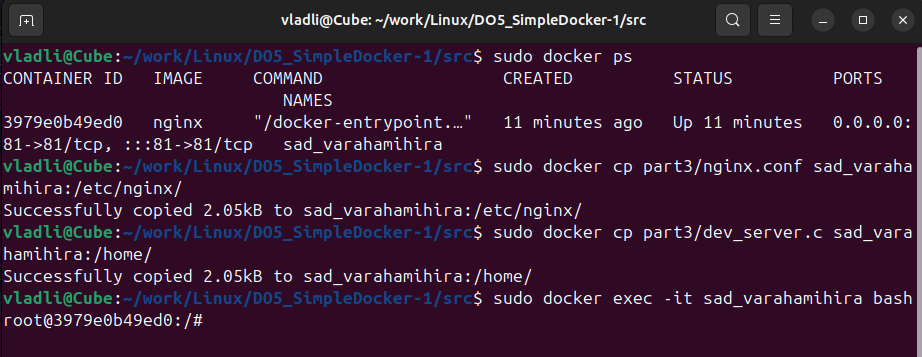 vladli@Cube: ~/work/Linux/DO5_SimpleDocker-1/src
vladli@Cube:~/work/Linux/DO5_SimpleDocker-1/src$ sudo docker ps
CONTAINER ID   IMAGE     COMMAND                  CREATED          STATUS          PORTS
                           NAMES
3979e0b49ed0   nginx     "/docker-entrypoint.…"   11 minutes ago   Up 11 minutes   0.0.0.0:
81->81/tcp, :::81->81/tcp   sad_varahamihira
vladli@Cube:~/work/Linux/DO5_SimpleDocker-1/src$ sudo docker cp part3/nginx.conf sad_varaha
mihira:/etc/nginx/
Successfully copied 2.05kB to sad_varahamihira:/etc/nginx/
vladli@Cube:~/work/Linux/DO5_SimpleDocker-1/src$ sudo docker cp part3/dev_server.c sad_vara
hamihira:/home/
Successfully copied 2.05kB to sad_varahamihira:/home/
vladli@Cube:~/work/Linux/DO5_SimpleDocker-1/src$ sudo docker exec -it sad_varahamihira bash
root@3979e0b49ed0:/#